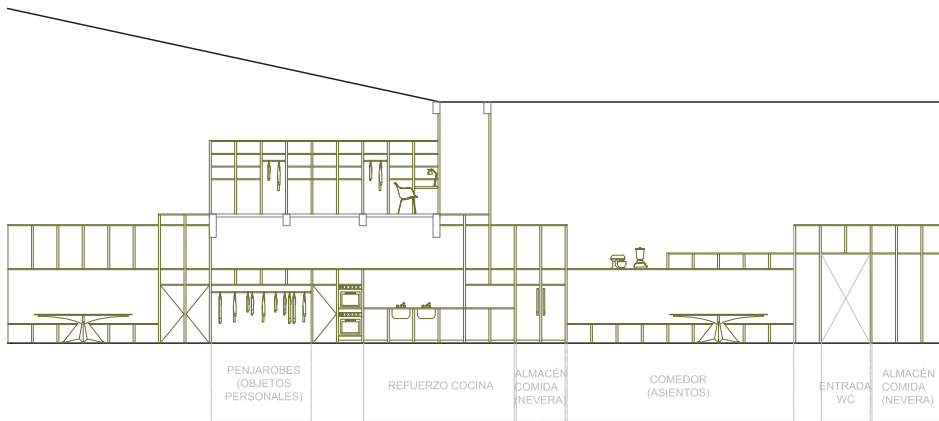 PENJAROBES
(OBJETOS
PERSONALES)
REFUERZO COCINA
ALMACÉN
COMIDA
(NEVERA)
COMEDOR
(ASIENTOS)
ENTRADA
WC
ALMACÉN
COMIDA
(NEVERA)